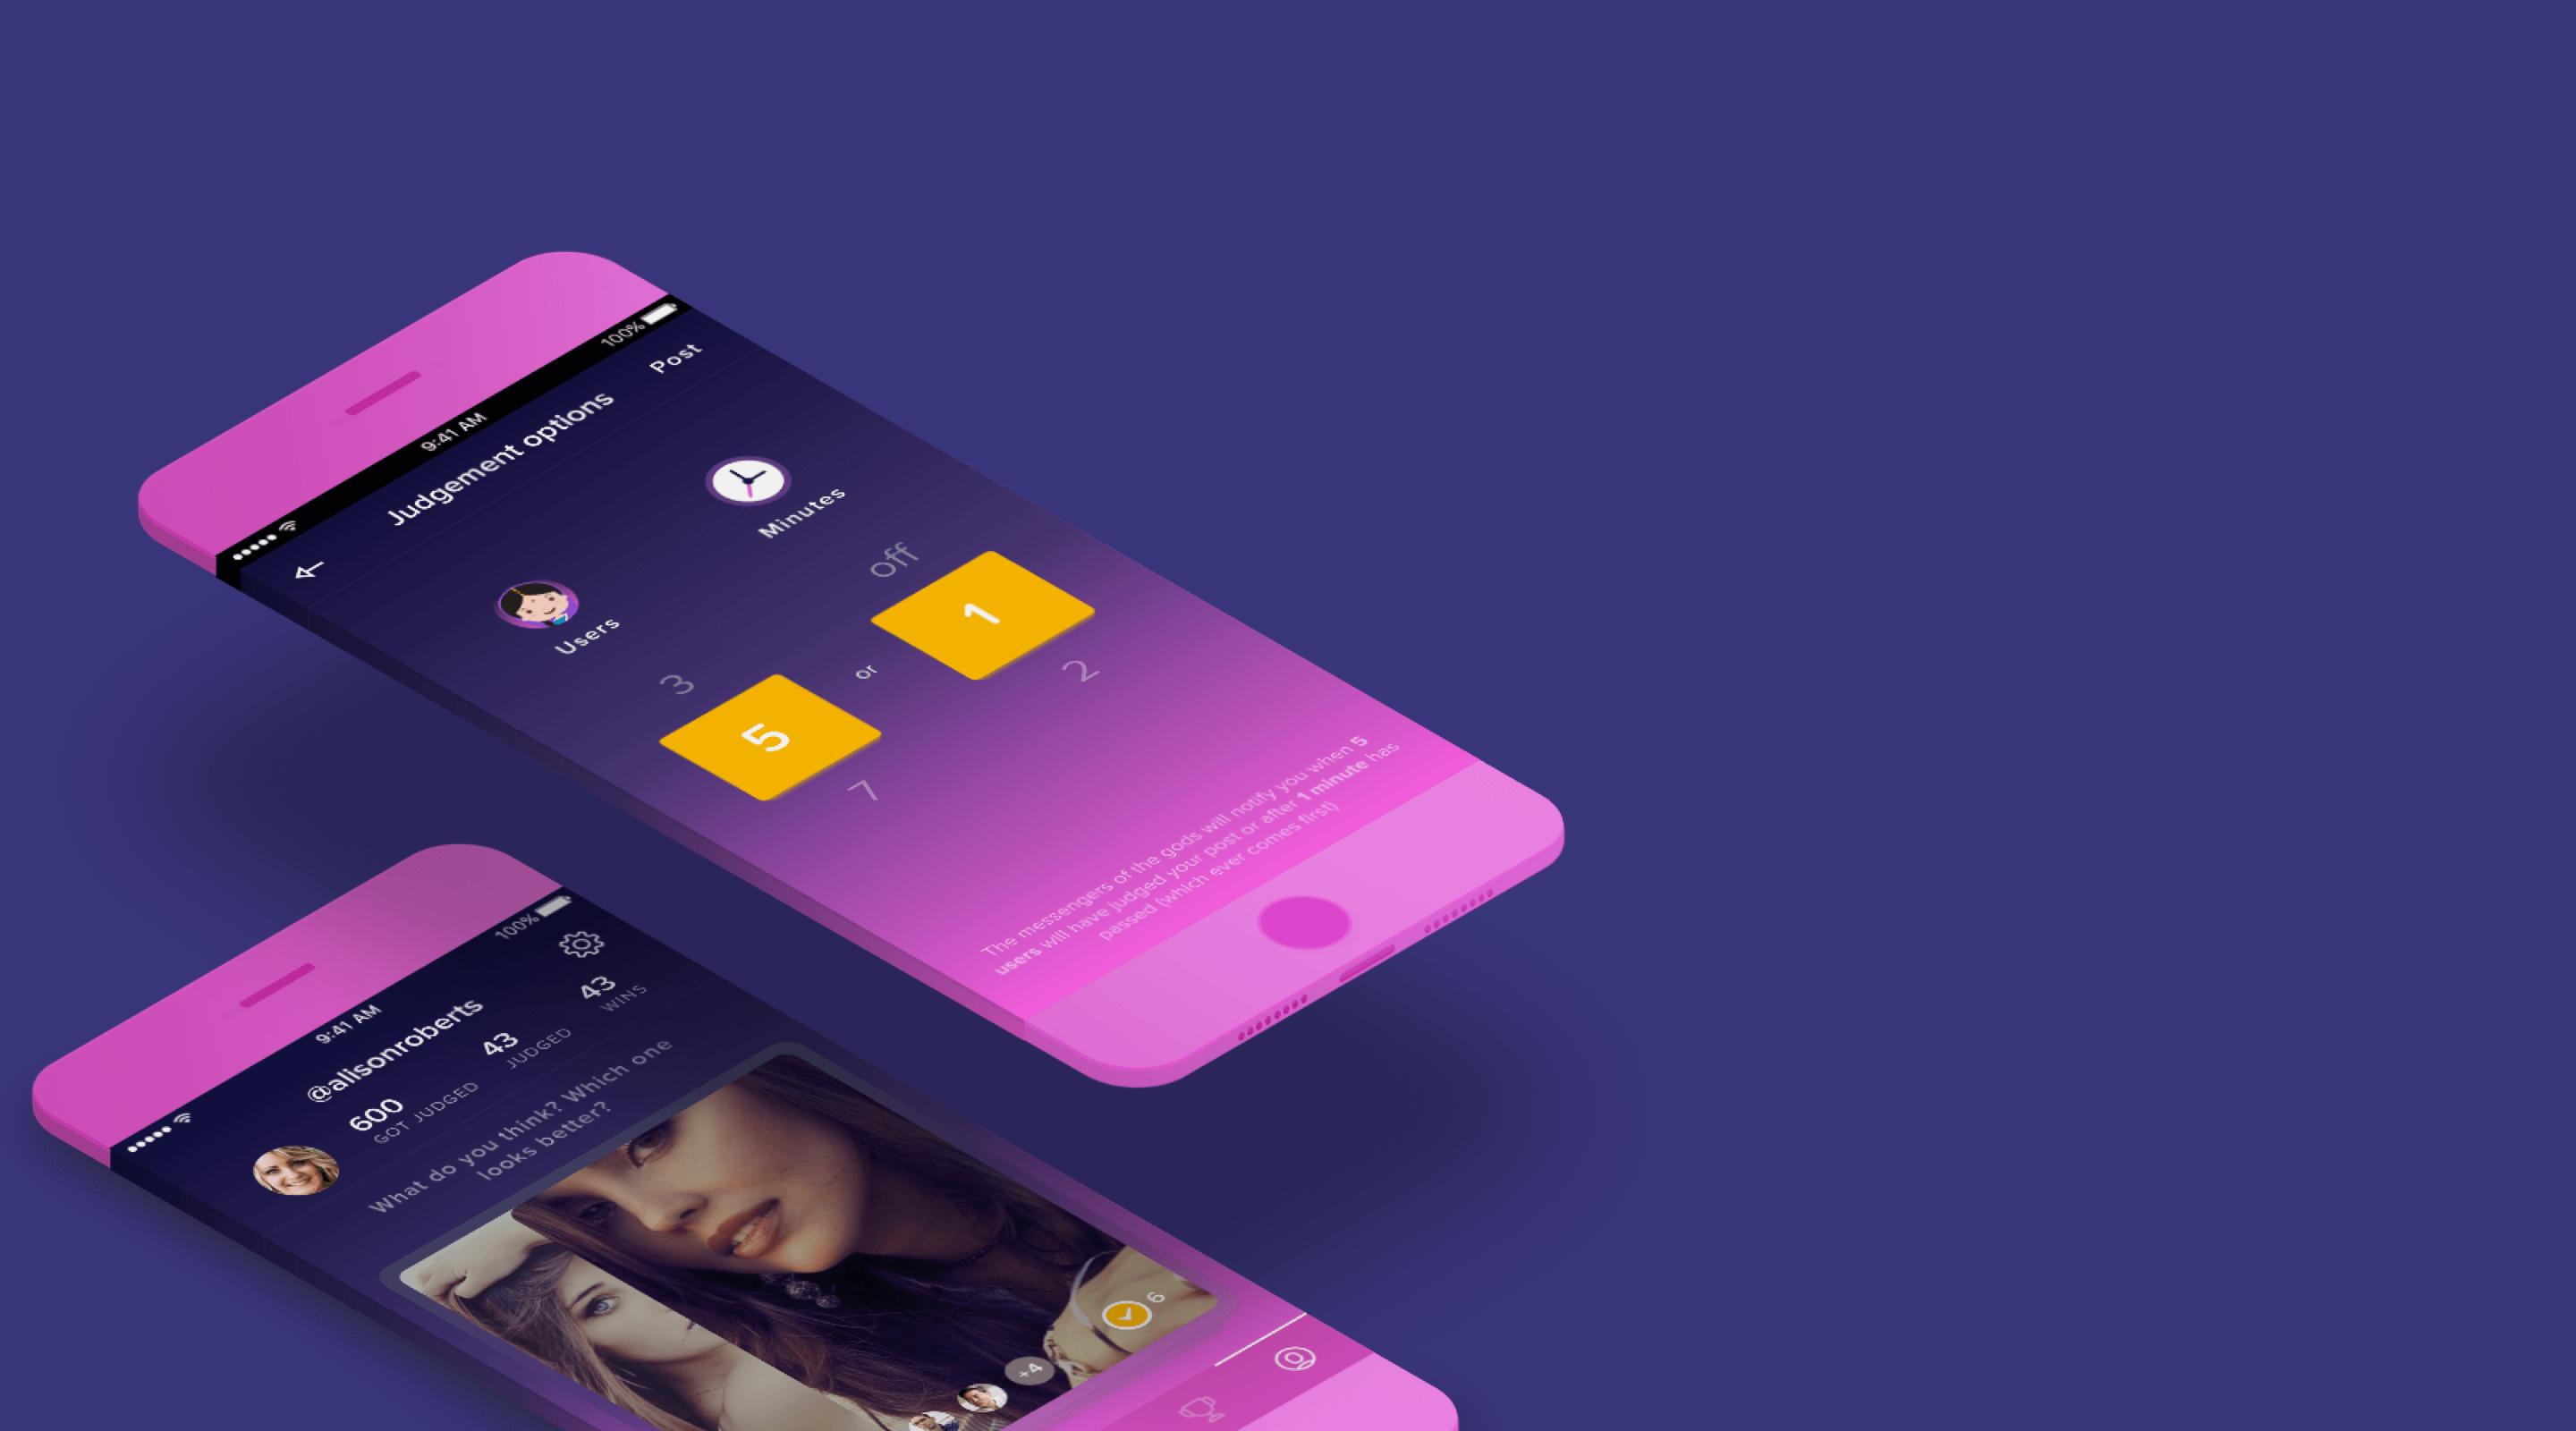 100%
9:41 AM
Post
Judgement options
Minutes
Users
off
1
2
or
3
5
7
The messengers of the gods will notify you when 5
users will have judged your post or after 1 minute has
passed (which ever comes first)
100%
9:41 AM
@alisonroberts
600
GOT JUDGED
43
JUDGED
43
WINS
What do you think? Which one
looks better?
6
+4